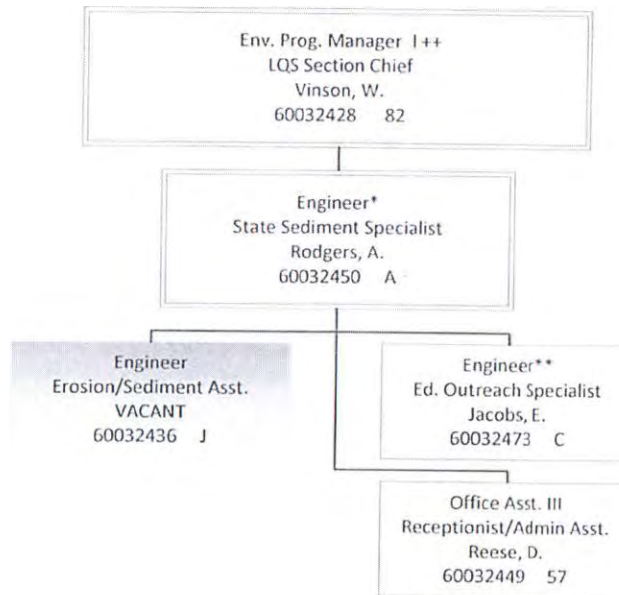 Env. Prog. Manager I ++
LQS Section Chief
Vinson, W.
60032428 82
Engineer*
State Sediment Specialist
Rodgers, A.
60032450 A
Engineer
Erosion/Sediment Asst.
VACANT
60032436 J
Engineer**
Ed. Outreach Specialist
Jacobs, E.
60032473 C
Office Asst. III
Receptionist/Admin Asst.
Reese, D.
60032449 57